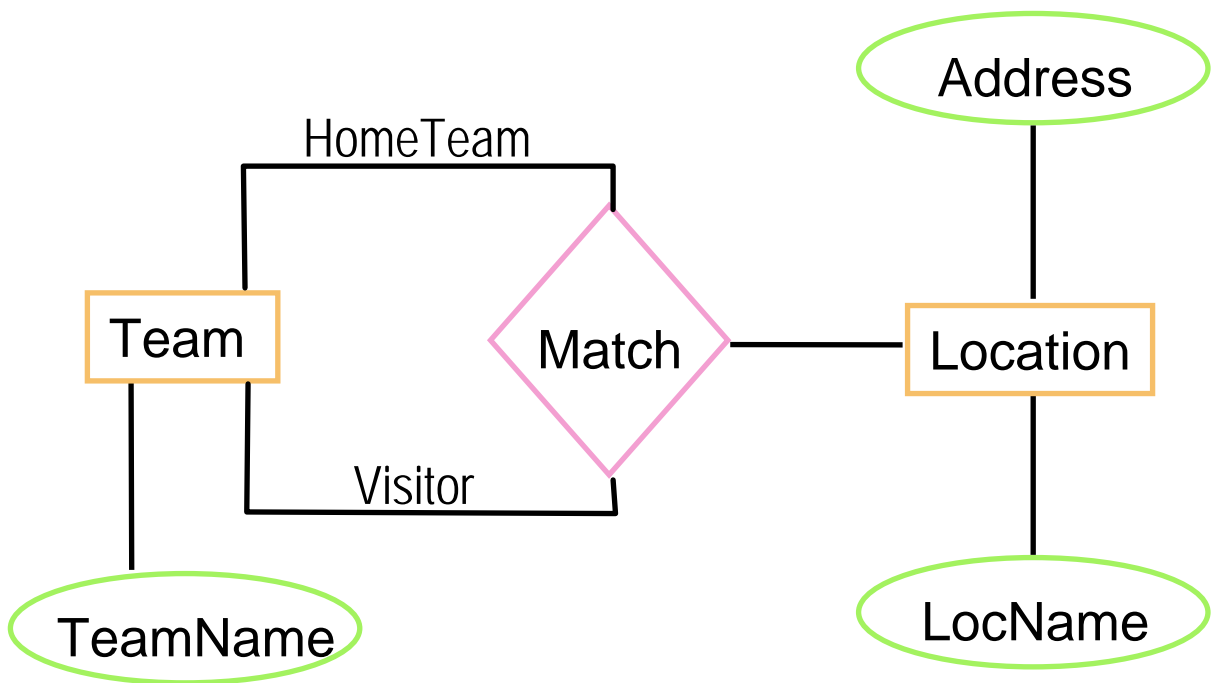 Address
HomeTeam
Team
Match
Location
Visitor
TeamName
LocName